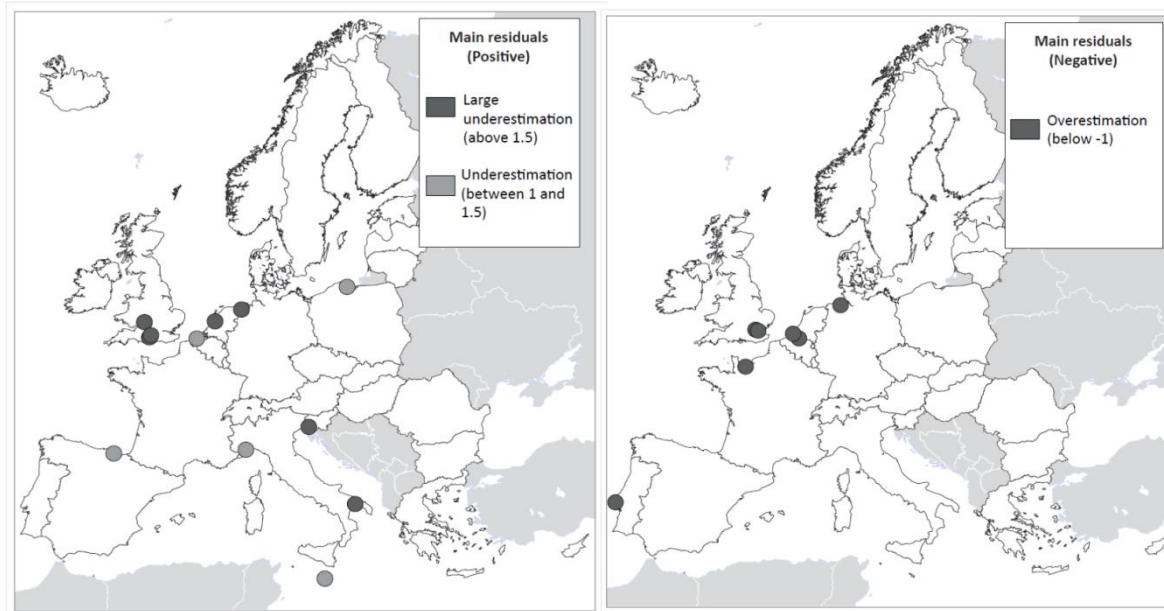 Main residuals
(Positive)
Large
underestimation
(above 1.5)
Underestimation
(between 1 and
1.5)
Main residuals
(Negative)
Overestimation
(below -1)